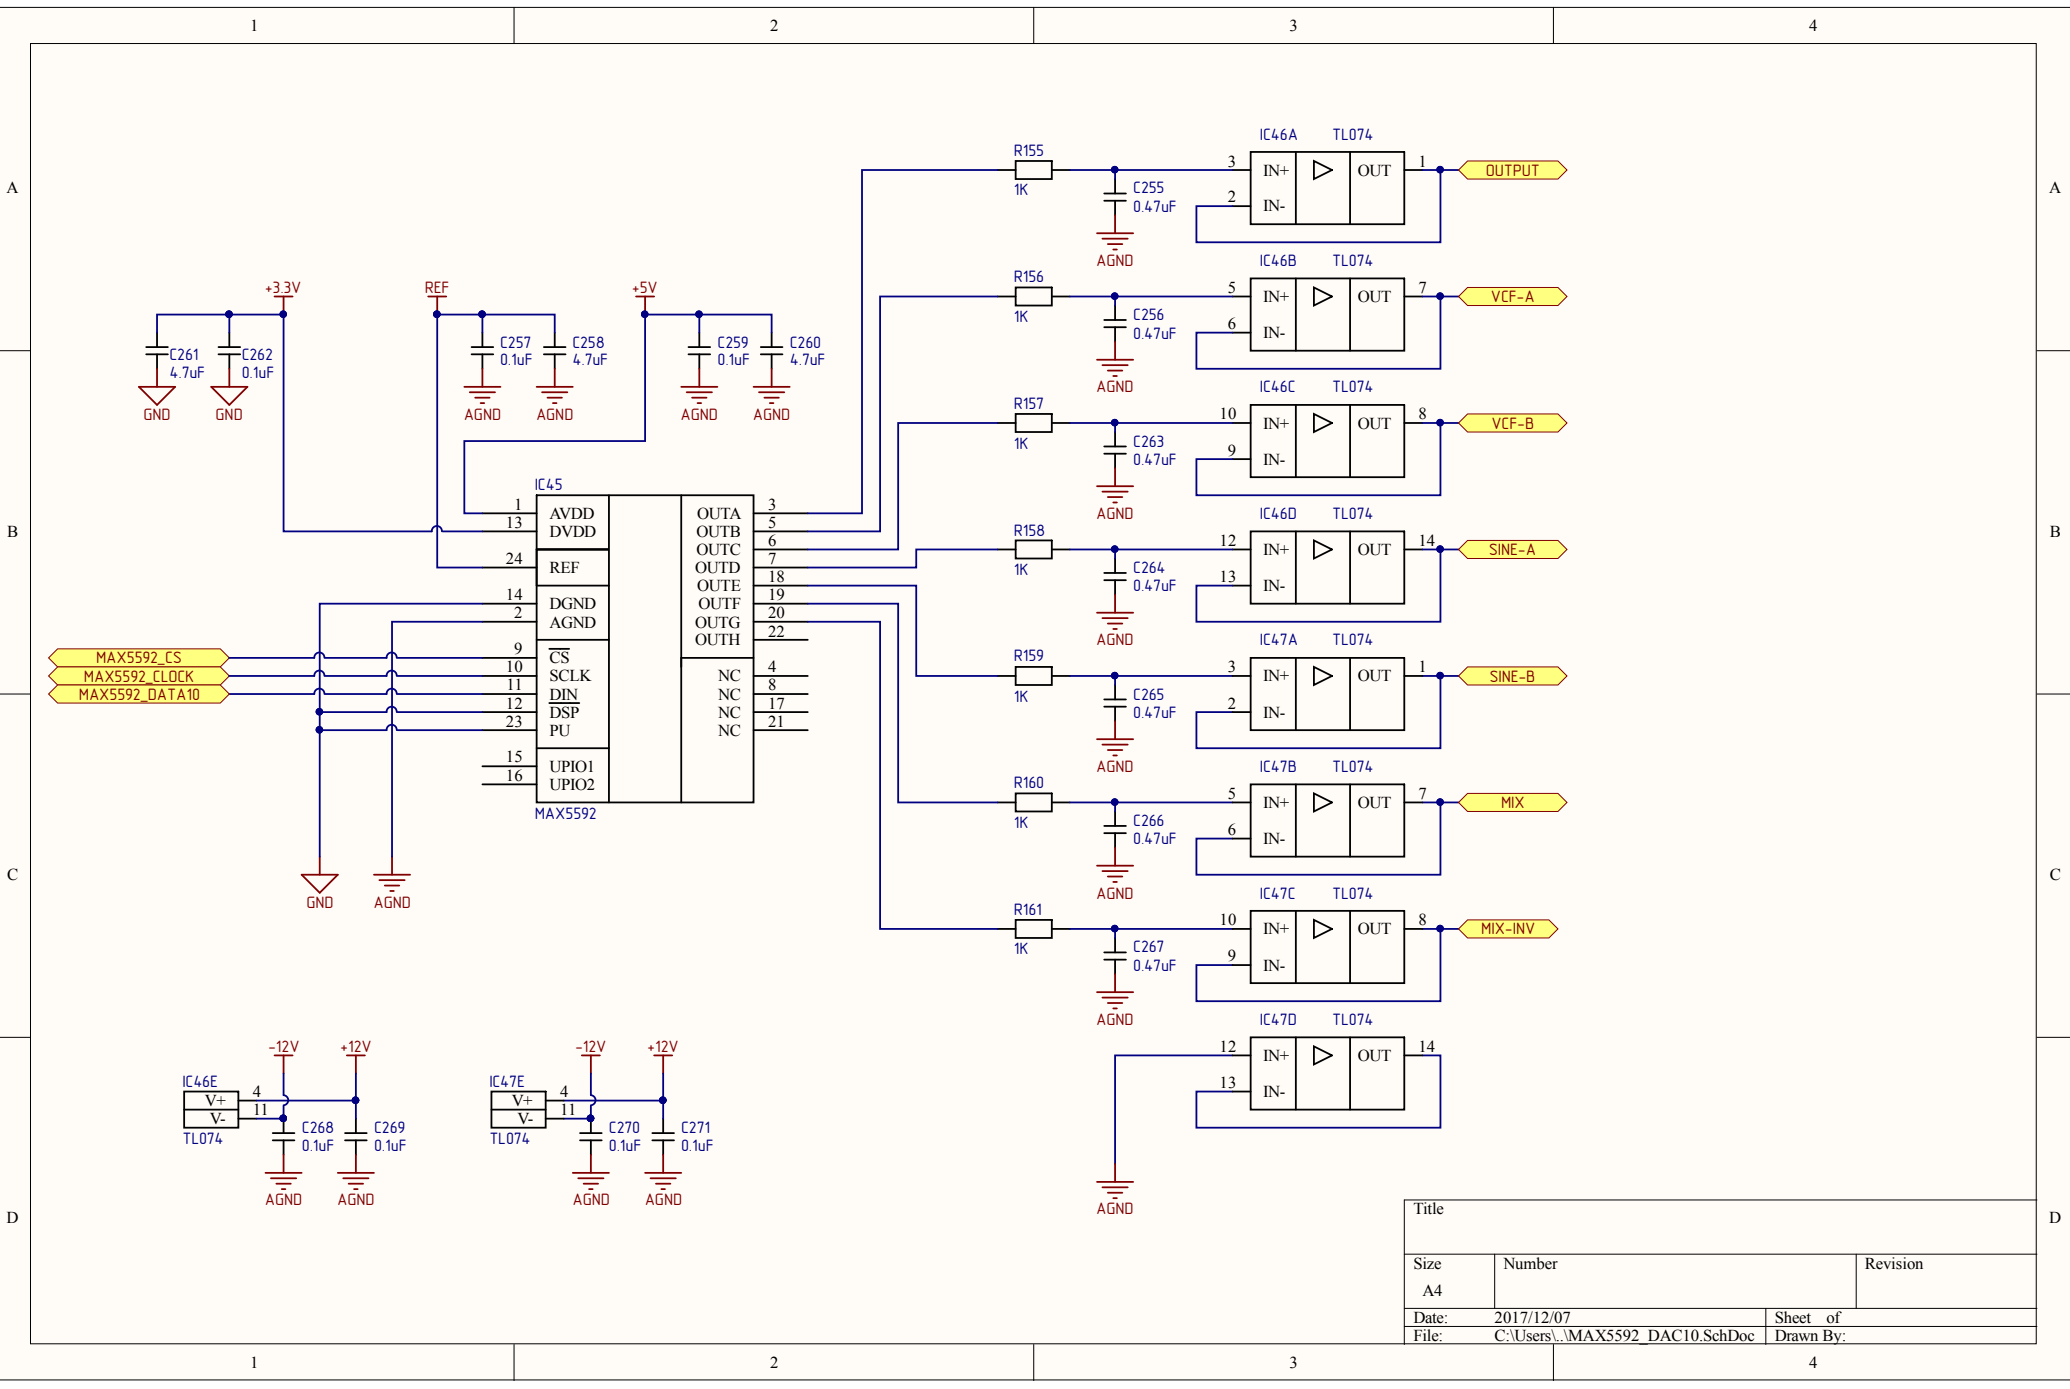 1 2 3 4
A
B
C
D
A
B
C
D
+3.3V
C261
4.7uF
GND
C262
0.1uF
GND
REF
C257
0.1uF
AGND
C258
4.7uF
AGND
+5V
C259
0.1uF
AGND
C260
4.7uF
AGND
IC45
1 AVDD
13 DVDD
24 REF
14 DGND
2 AGND
9 CS
10 SCLK
11 DIN
12 DSP
23 PU
15 UPIO1
16 UPIO2
OUTA 3
OUTB 5
OUTC 6
OUTD 7
OUTE 18
OUTF 19
OUTG 20
OUTH 22
NC 4
NC 8
NC 17
NC 21
MAX5592
MAX5592_CS
MAX5592_CLOCK
MAX5592_DATA10
GND
AGND
R155
1K
C255
0.47uF
AGND
IC46A TL074
3 IN+ OUT 1
2 IN-
OUTPUT
R156
1K
C256
0.47uF
AGND
IC46B TL074
5 IN+ OUT 7
6 IN-
VCF-A
R157
1K
C263
0.47uF
AGND
IC46C TL074
10 IN+ OUT 8
9 IN-
VCF-B
R158
1K
C264
0.47uF
AGND
IC46D TL074
12 IN+ OUT 14
13 IN-
SINE-A
R159
1K
C265
0.47uF
AGND
IC47A TL074
3 IN+ OUT 1
2 IN-
SINE-B
R160
1K
C266
0.47uF
AGND
IC47B TL074
5 IN+ OUT 7
6 IN-
MIX
R161
1K
C267
0.47uF
AGND
IC47C TL074
10 IN+ OUT 8
9 IN-
MIX-INV
IC47D TL074
12 IN+ OUT 14
13 IN-
AGND
-12V +12V
IC46E
V+ 4
V- 11
TL074
C268
0.1uF
AGND
C269
0.1uF
AGND
-12V +12V
IC47E
V+ 4
V- 11
TL074
C270
0.1uF
AGND
C271
0.1uF
AGND
Title
Size
A4
Number
Revision
Date: 2017/12/07
Sheet of
File: C:\Users\..\MAX5592_DAC10.SchDoc
Drawn By:
1 2 3 4